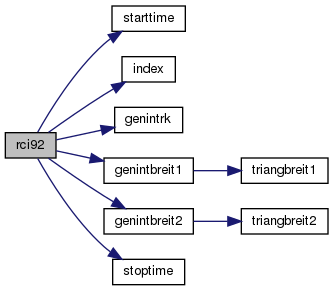 starttime
index
genintrk
rci92
genintbreit1
triangbreit1
genintbreit2
triangbreit2
stoptime